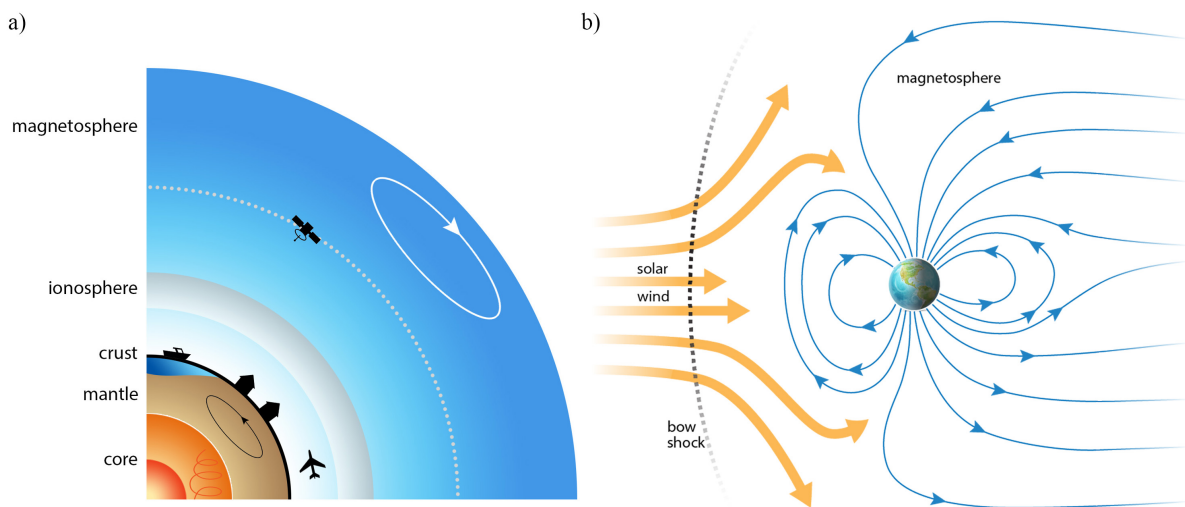 a)
magnetosphere
ionosphere
crust
mantle
core
b)
magnetosphere
solar
wind
bow
shock